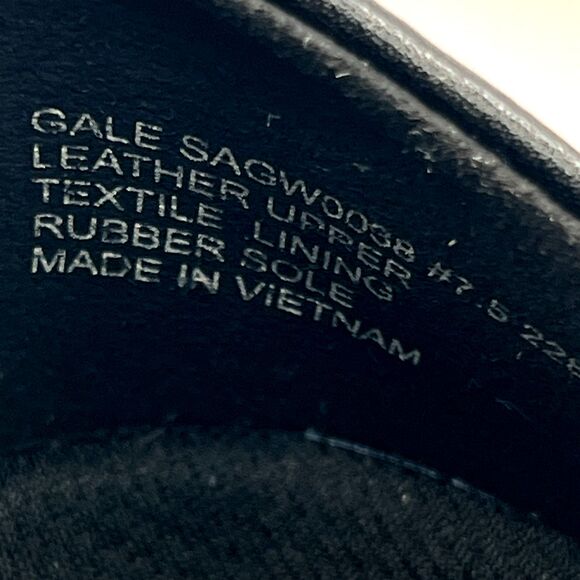 GALE SAGW0038 #7.5
LEATHER UPPER
TEXTILE LINING
RUBBER SOLE
MADE IN VIETNAM